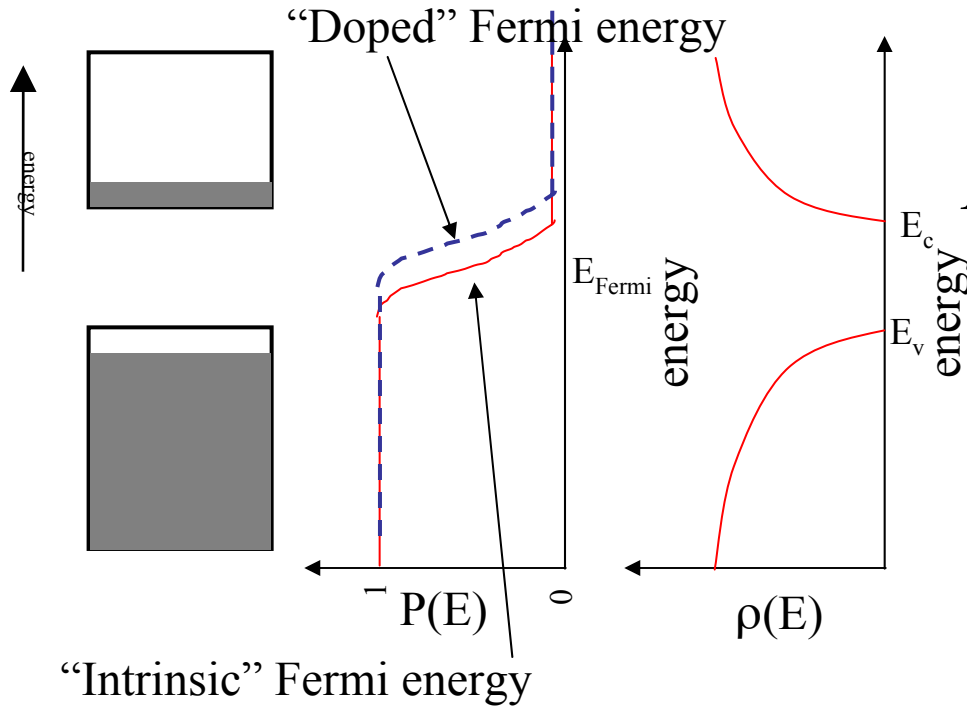 “Doped” Fermi energy
energy
E_c
E_Fermi
energy
E_v
energy
1
P(E)
0
ρ(E)
“Intrinsic” Fermi energy